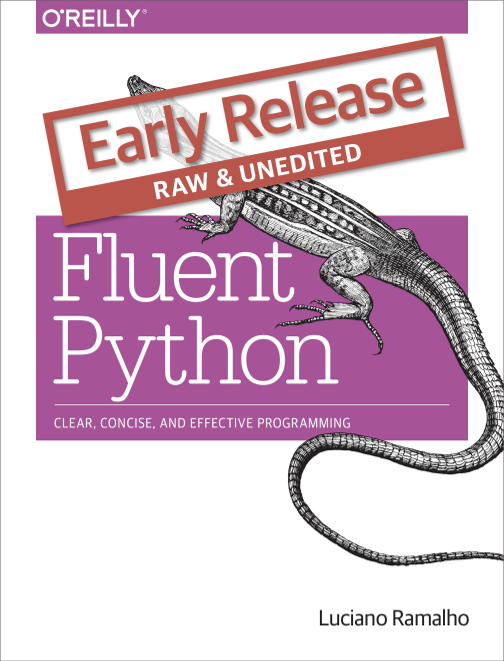 O'REILLY®
Early Release
RAW & UNEDITED
Fluent
Python
CLEAR, CONCISE, AND EFFECTIVE PROGRAMMING
Luciano Ramalho